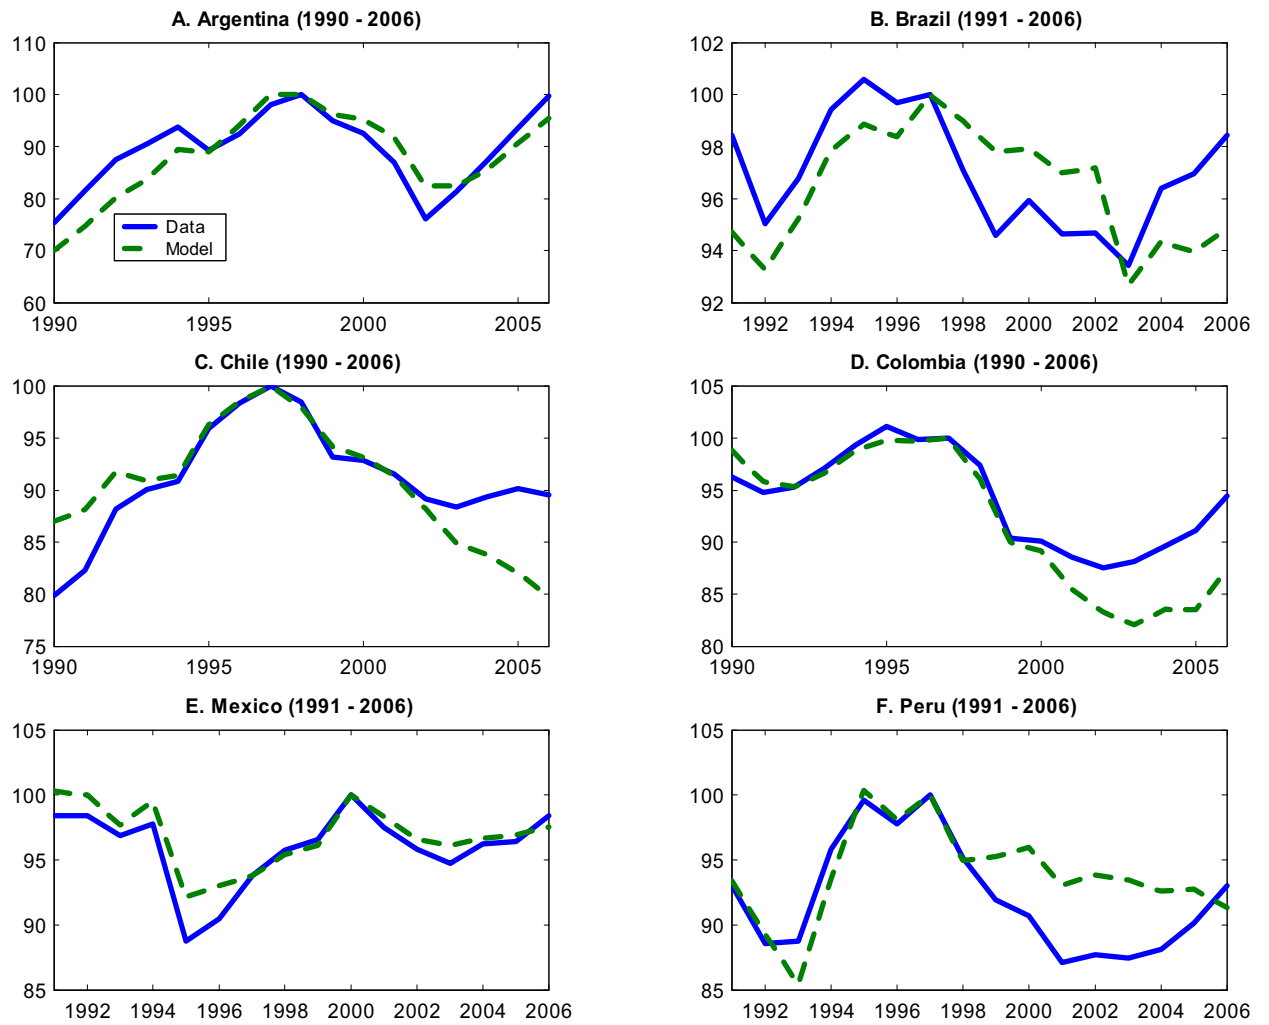 A. Argentina (1990 - 2006)
110
100
90
80
70
60
Data
Model
1990 1995 2000 2005
B. Brazil (1991 - 2006)
102
100
98
96
94
92
1992 1994 1996 1998 2000 2002 2004 2006
C. Chile (1990 - 2006)
100
95
90
85
80
75
1990 1995 2000 2005
D. Colombia (1990 - 2006)
105
100
95
90
85
80
1990 1995 2000 2005
E. Mexico (1991 - 2006)
105
100
95
90
85
1992 1994 1996 1998 2000 2002 2004 2006
F. Peru (1991 - 2006)
105
100
95
90
85
1992 1994 1996 1998 2000 2002 2004 2006